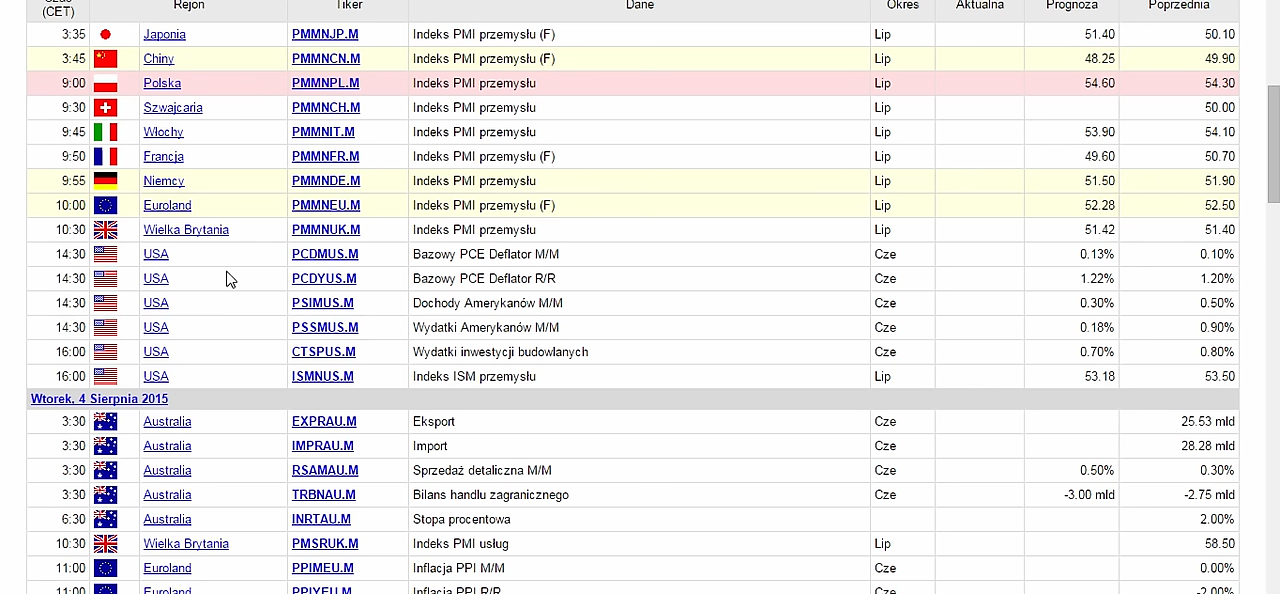 (CET) Rejon Tiker Dane Okres Aktualna Prognoza Poprzednia
3:35 Japonia PMMNJP.M Indeks PMI przemysłu (F) Lip 51.40 50.10
3:45 Chiny PMMNCN.M Indeks PMI przemysłu (F) Lip 48.25 49.90
9:00 Polska PMMNPL.M Indeks PMI przemysłu Lip 54.60 54.30
9:30 Szwajcaria PMMNCH.M Indeks PMI przemysłu Lip 50.00
9:45 Włochy PMMNIT.M Indeks PMI przemysłu Lip 53.90 54.10
9:50 Francja PMMNFR.M Indeks PMI przemysłu (F) Lip 49.60 50.70
9:55 Niemcy PMMNDE.M Indeks PMI przemysłu Lip 51.50 51.90
10:00 Euroland PMMNEU.M Indeks PMI przemysłu (F) Lip 52.28 52.50
10:30 Wielka Brytania PMMNUK.M Indeks PMI przemysłu Lip 51.42 51.40
14:30 USA PCDMUS.M Bazowy PCE Deflator M/M Cze 0.13% 0.10%
14:30 USA PCDYUS.M Bazowy PCE Deflator R/R Cze 1.22% 1.20%
14:30 USA PSIMUS.M Dochody Amerykanów M/M Cze 0.30% 0.50%
14:30 USA PSSMUS.M Wydatki Amerykanów M/M Cze 0.18% 0.90%
16:00 USA CTSPUS.M Wydatki inwestycji budowlanych Cze 0.70% 0.80%
16:00 USA ISMNUS.M Indeks ISM przemysłu Lip 53.18 53.50
Wtorek, 4 Sierpnia 2015
3:30 Australia EXPRAU.M Eksport Cze 25.53 mld
3:30 Australia IMPRAU.M Import Cze 28.28 mld
3:30 Australia RSAMAU.M Sprzedaż detaliczna M/M Cze 0.50% 0.30%
3:30 Australia TRBNAU.M Bilans handlu zagranicznego Cze -3.00 mld -2.75 mld
6:30 Australia INRTAU.M Stopa procentowa 2.00%
10:30 Wielka Brytania PMSRUK.M Indeks PMI usług Lip 58.50
11:00 Euroland PPIMEU.M Inflacja PPI M/M Cze 0.00%
11:00 Euroland PPIYEU.M Inflacja PPI R/R Cze -2.00%